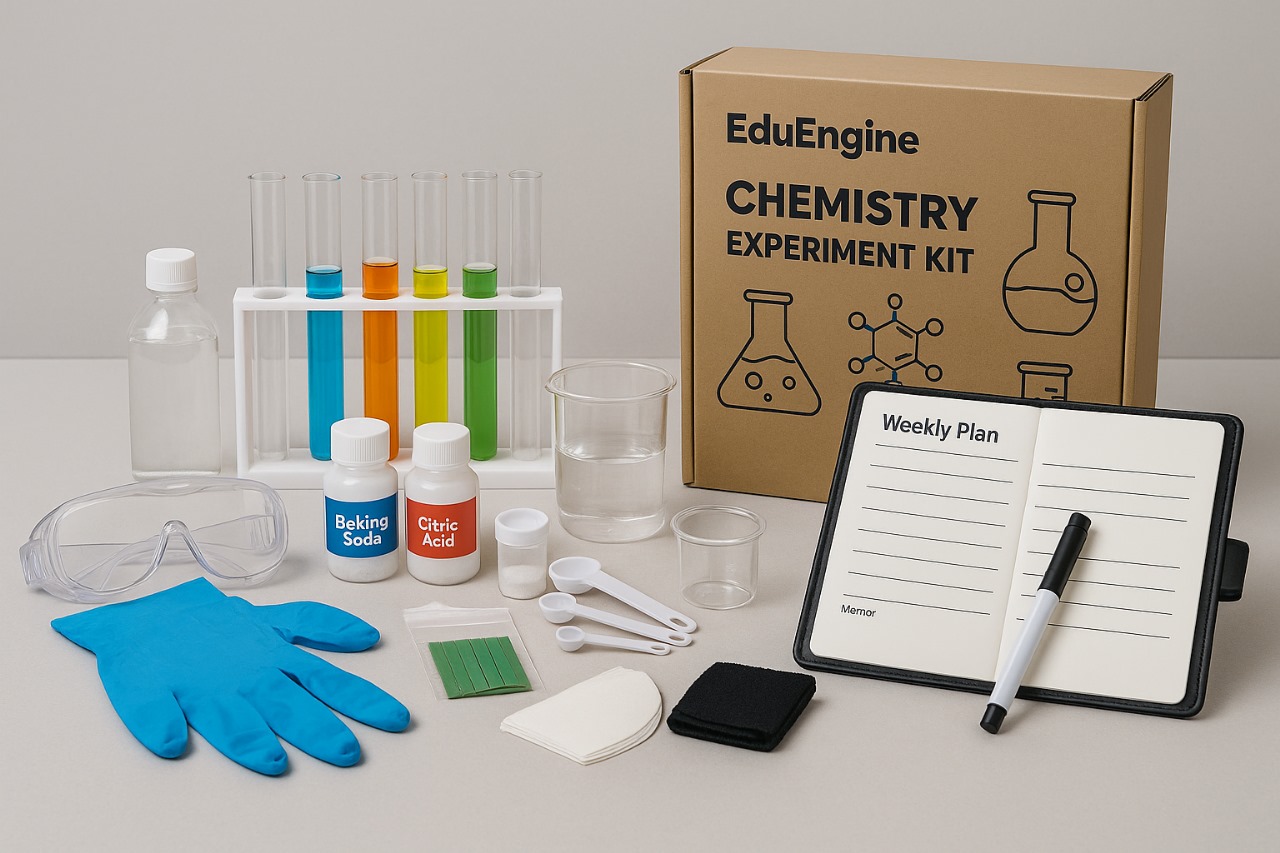 EduEngine
CHEMISTRY
EXPERIMENT KIT
Beking
Soda
Citric
Acid
Weekly Plan
Memor